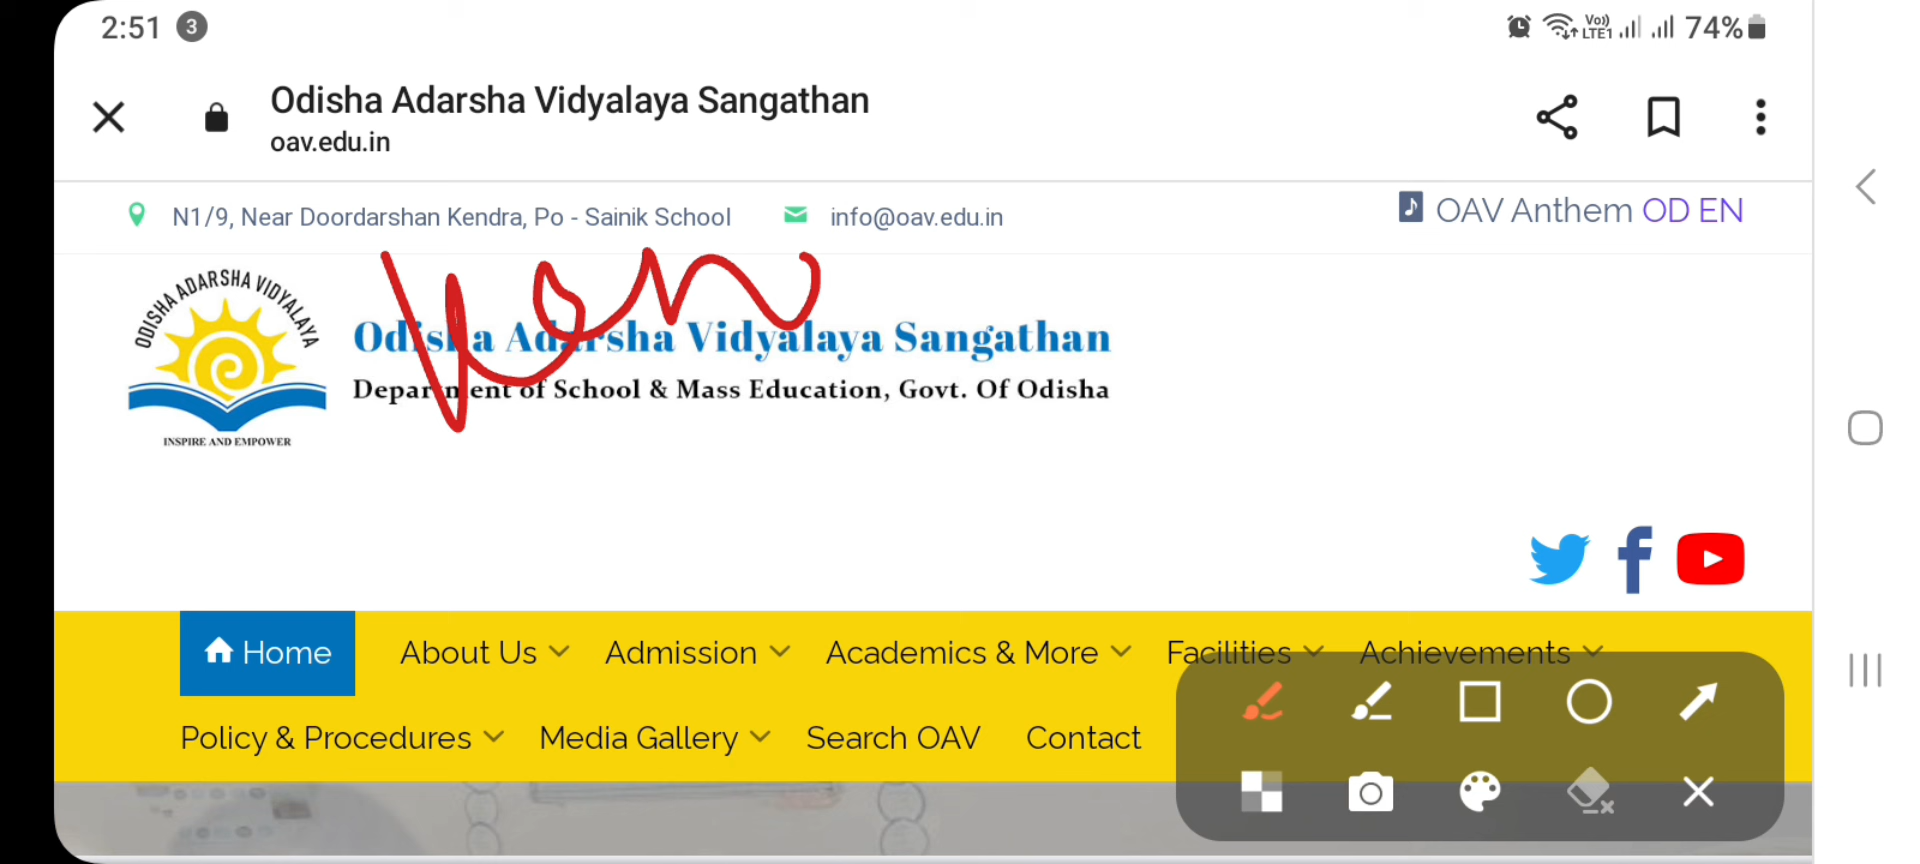 2:51 3 Vo)) LTE1 74%
Odisha Adarsha Vidyalaya Sangathan
oav.edu.in
N1/9, Near Doordarshan Kendra, Po - Sainik School info@oav.edu.in OAV Anthem OD EN
ODISHA ADARSHA VIDYALAYA
INSPIRE AND EMPOWER
Odisha Adarsha Vidyalaya Sangathan
Department of School & Mass Education, Govt. Of Odisha
Home About Us Admission Academics & More Facilities Achievements
Policy & Procedures Media Gallery Search OAV Contact